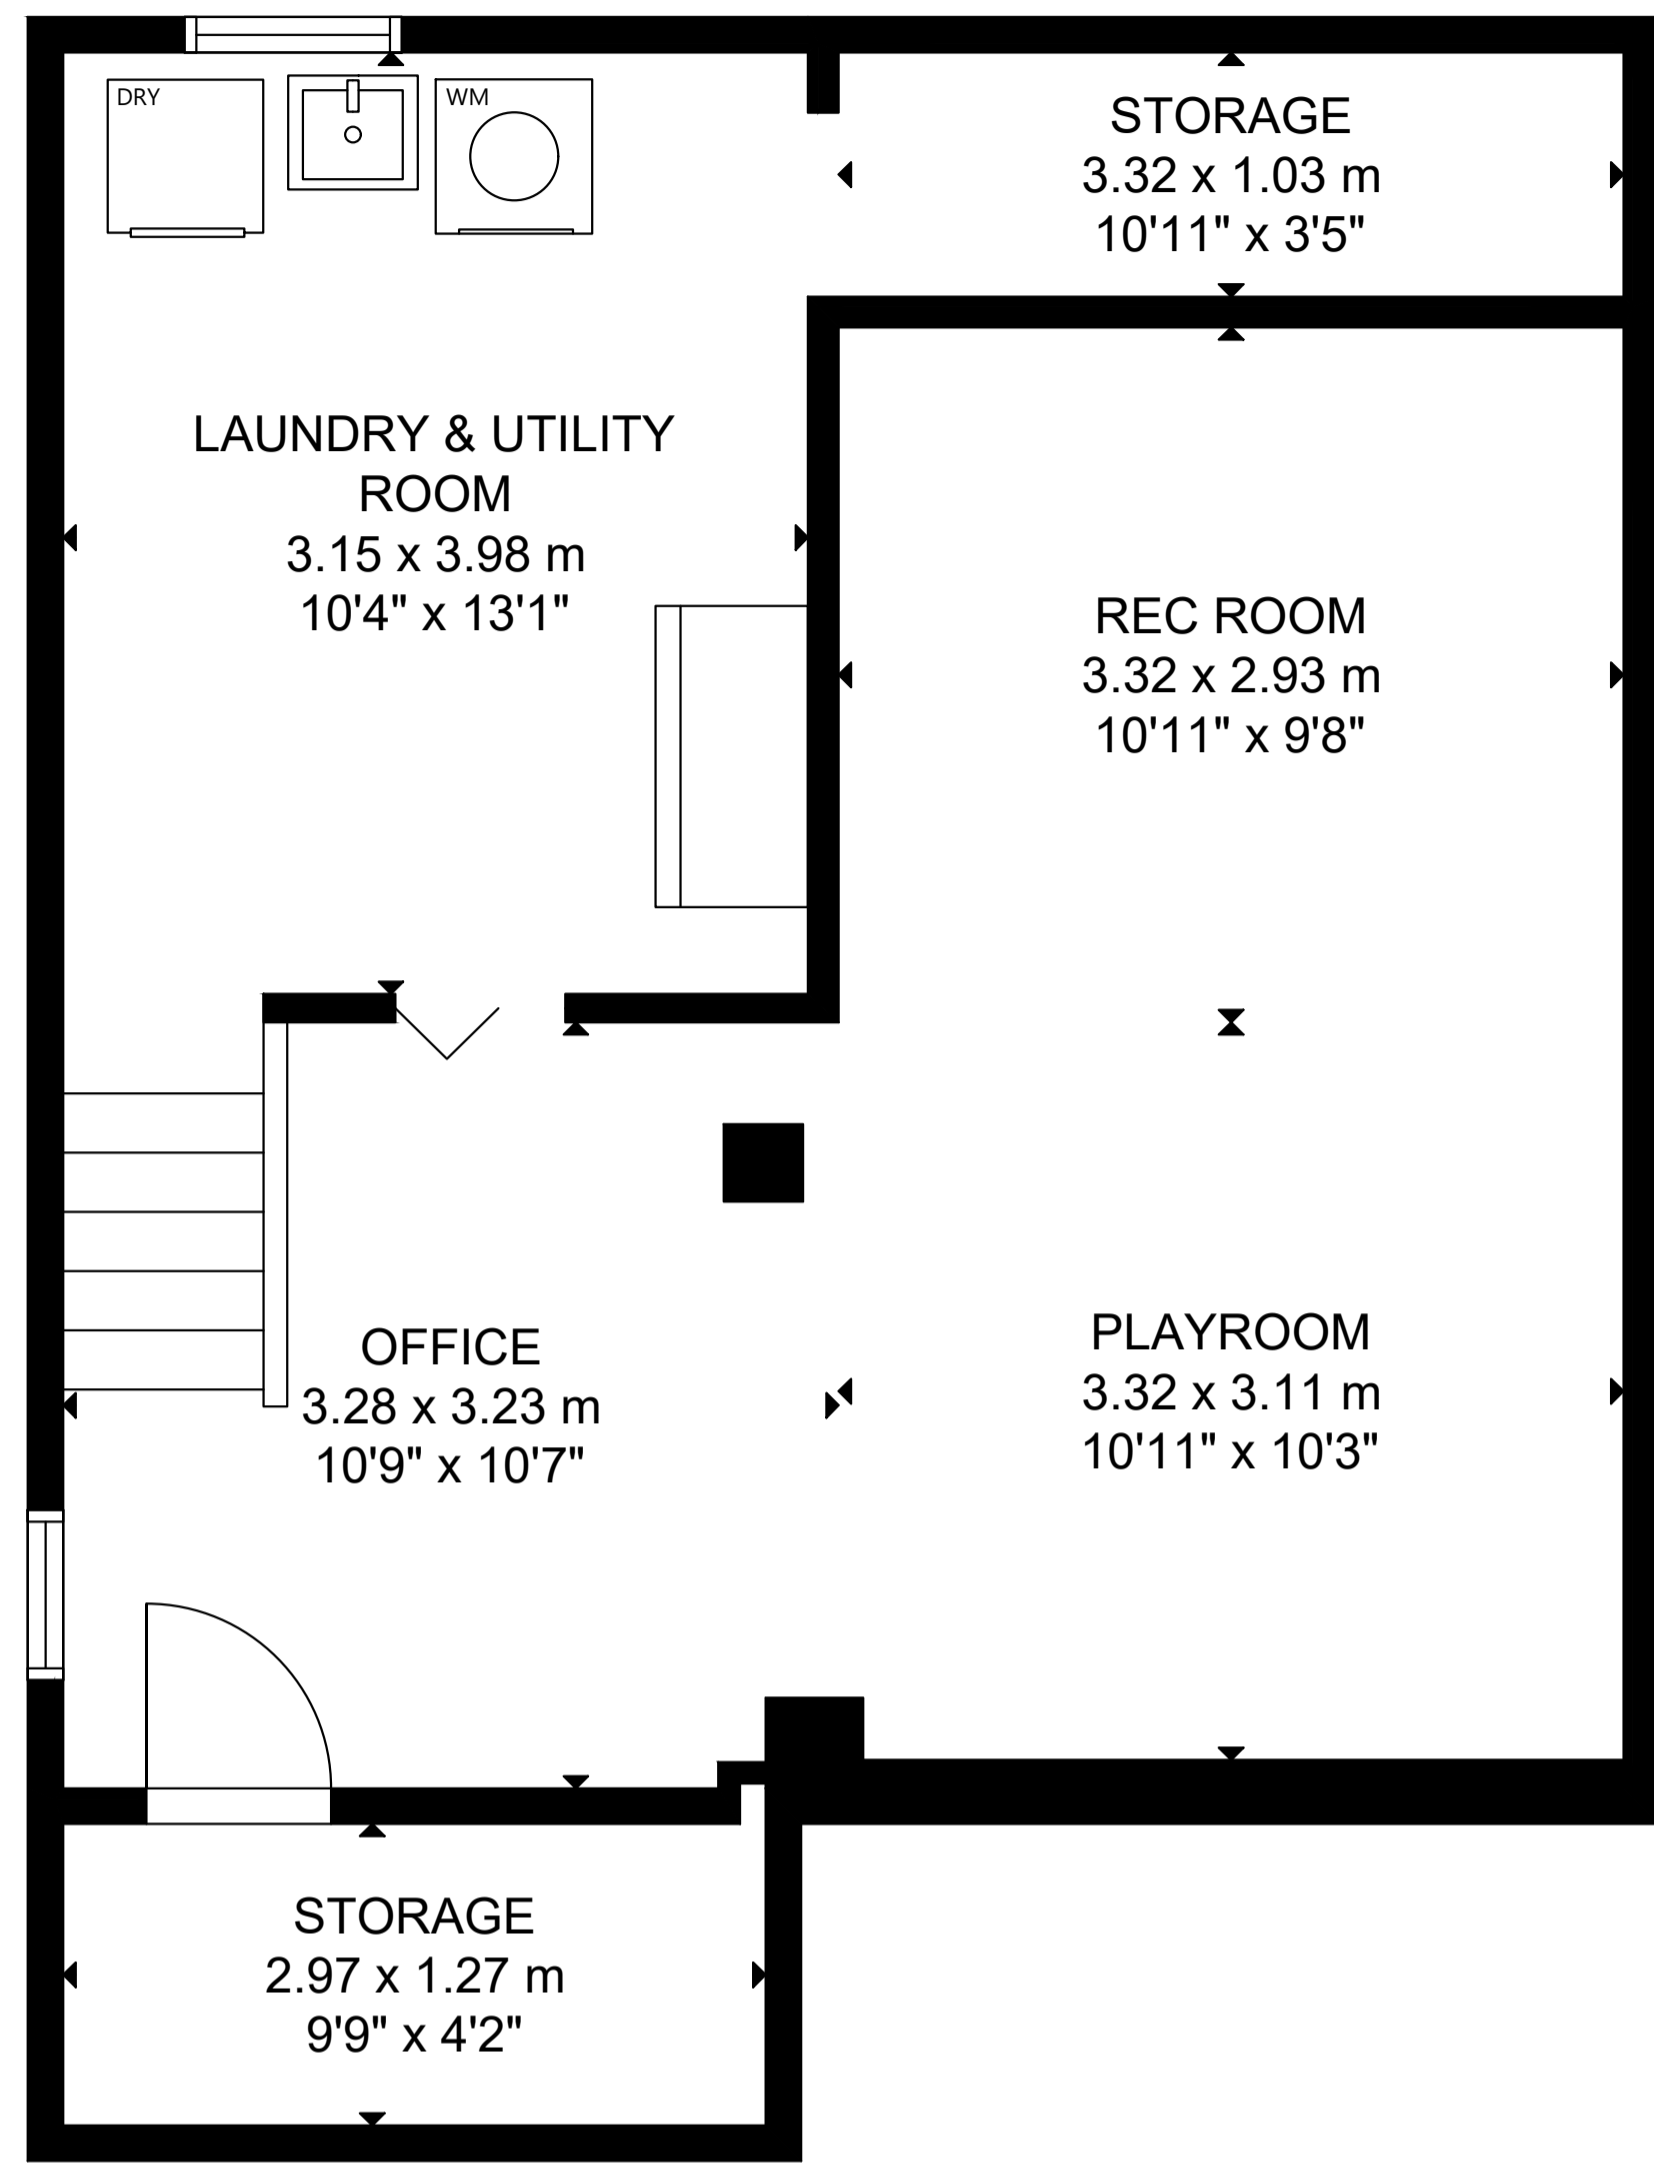 DRY
WM
STORAGE
3.32 x 1.03 m
10'11" x 3'5"
LAUNDRY & UTILITY
ROOM
3.15 x 3.98 m
10'4" x 13'1"
REC ROOM
3.32 x 2.93 m
10'11" x 9'8"
OFFICE
3.28 x 3.23 m
10'9" x 10'7"
PLAYROOM
3.32 x 3.11 m
10'11" x 10'3"
STORAGE
2.97 x 1.27 m
9'9" x 4'2"